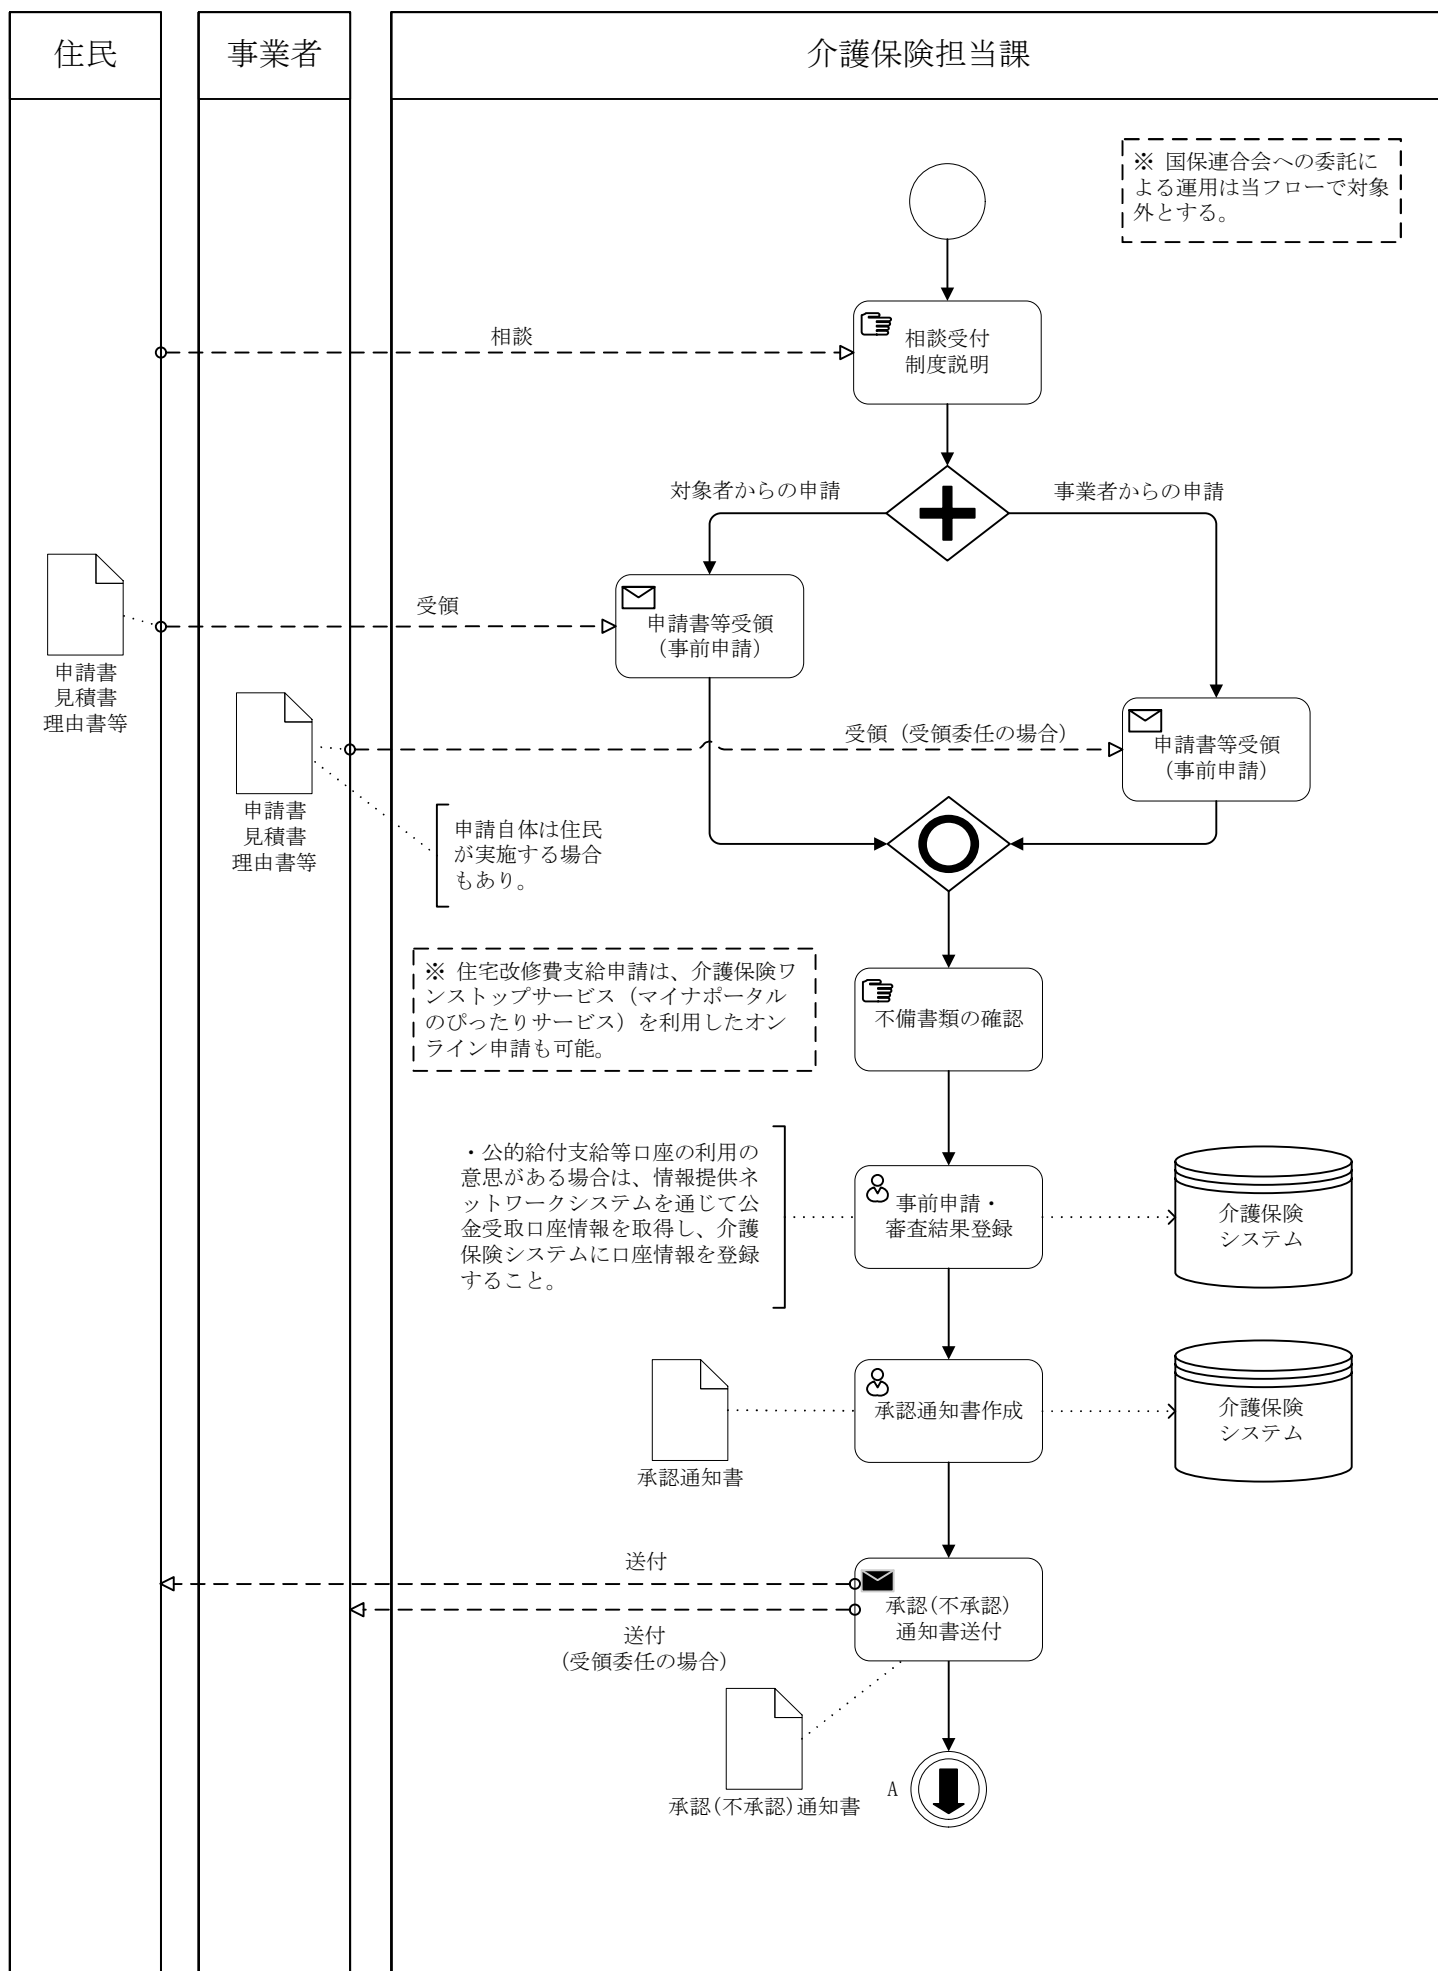 住民
事業者
介護保険担当課
※ 国保連合会への委託に
よる運用は当フローで対象
外とする。
相談
相談受付
制度説明
対象者からの申請
事業者からの申請
受領
申請書等受領
（事前申請）
申請書
見積書
理由書等
受領（受領委任の場合）
申請書等受領
（事前申請）
申請書
見積書
理由書等
申請自体は住民
が実施する場合
もあり。
※ 住宅改修費支給申請は、介護保険ワ
ンストップサービス（マイナポータル
のぴったりサービス）を利用したオン
ライン申請も可能。
不備書類の確認
・公的給付支給等口座の利用の
意思がある場合は、情報提供ネ
ットワークシステムを通じて公
金受取口座情報を取得し、介護
保険システムに口座情報を登録
すること。
事前申請・
審査結果登録
介護保険
システム
承認通知書作成
介護保険
システム
承認通知書
送付
承認(不承認)
通知書送付
送付
(受領委任の場合)
承認(不承認)通知書
A